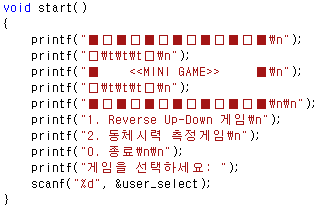 void start()
{
printf("■□■□■□■□■□■□■₩n");
printf("□₩t₩t₩t□₩n");
printf("■ <<MINI GAME>> ■₩n");
printf("□₩t₩t₩t□₩n");
printf("■□■□■□■□■□■□■₩n₩n");
printf("1. Reverse Up-Down 게임₩n");
printf("2. 동체시력 측정게임₩n");
printf("0. 종료₩n₩n");
printf("게임을 선택하세요: ");
scanf("%d", &user_select);
}